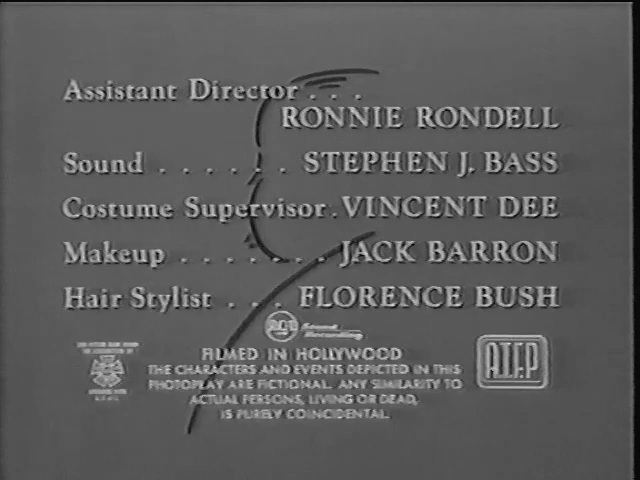 Assistant Director . . .
RONNIE RONDELL
Sound . . . . . . STEPHEN J. BASS
Costume Supervisor . VINCENT DEE
Makeup . . . . . . . JACK BARRON
Hair Stylist . . . FLORENCE BUSH
RCA Sound Recording
FILMED IN HOLLYWOOD
THE CHARACTERS AND EVENTS DEPICTED IN THIS
PHOTOPLAY ARE FICTIONAL. ANY SIMILARITY TO
ACTUAL PERSONS, LIVING OR DEAD,
IS PURELY COINCIDENTAL.
A.T.F.P.